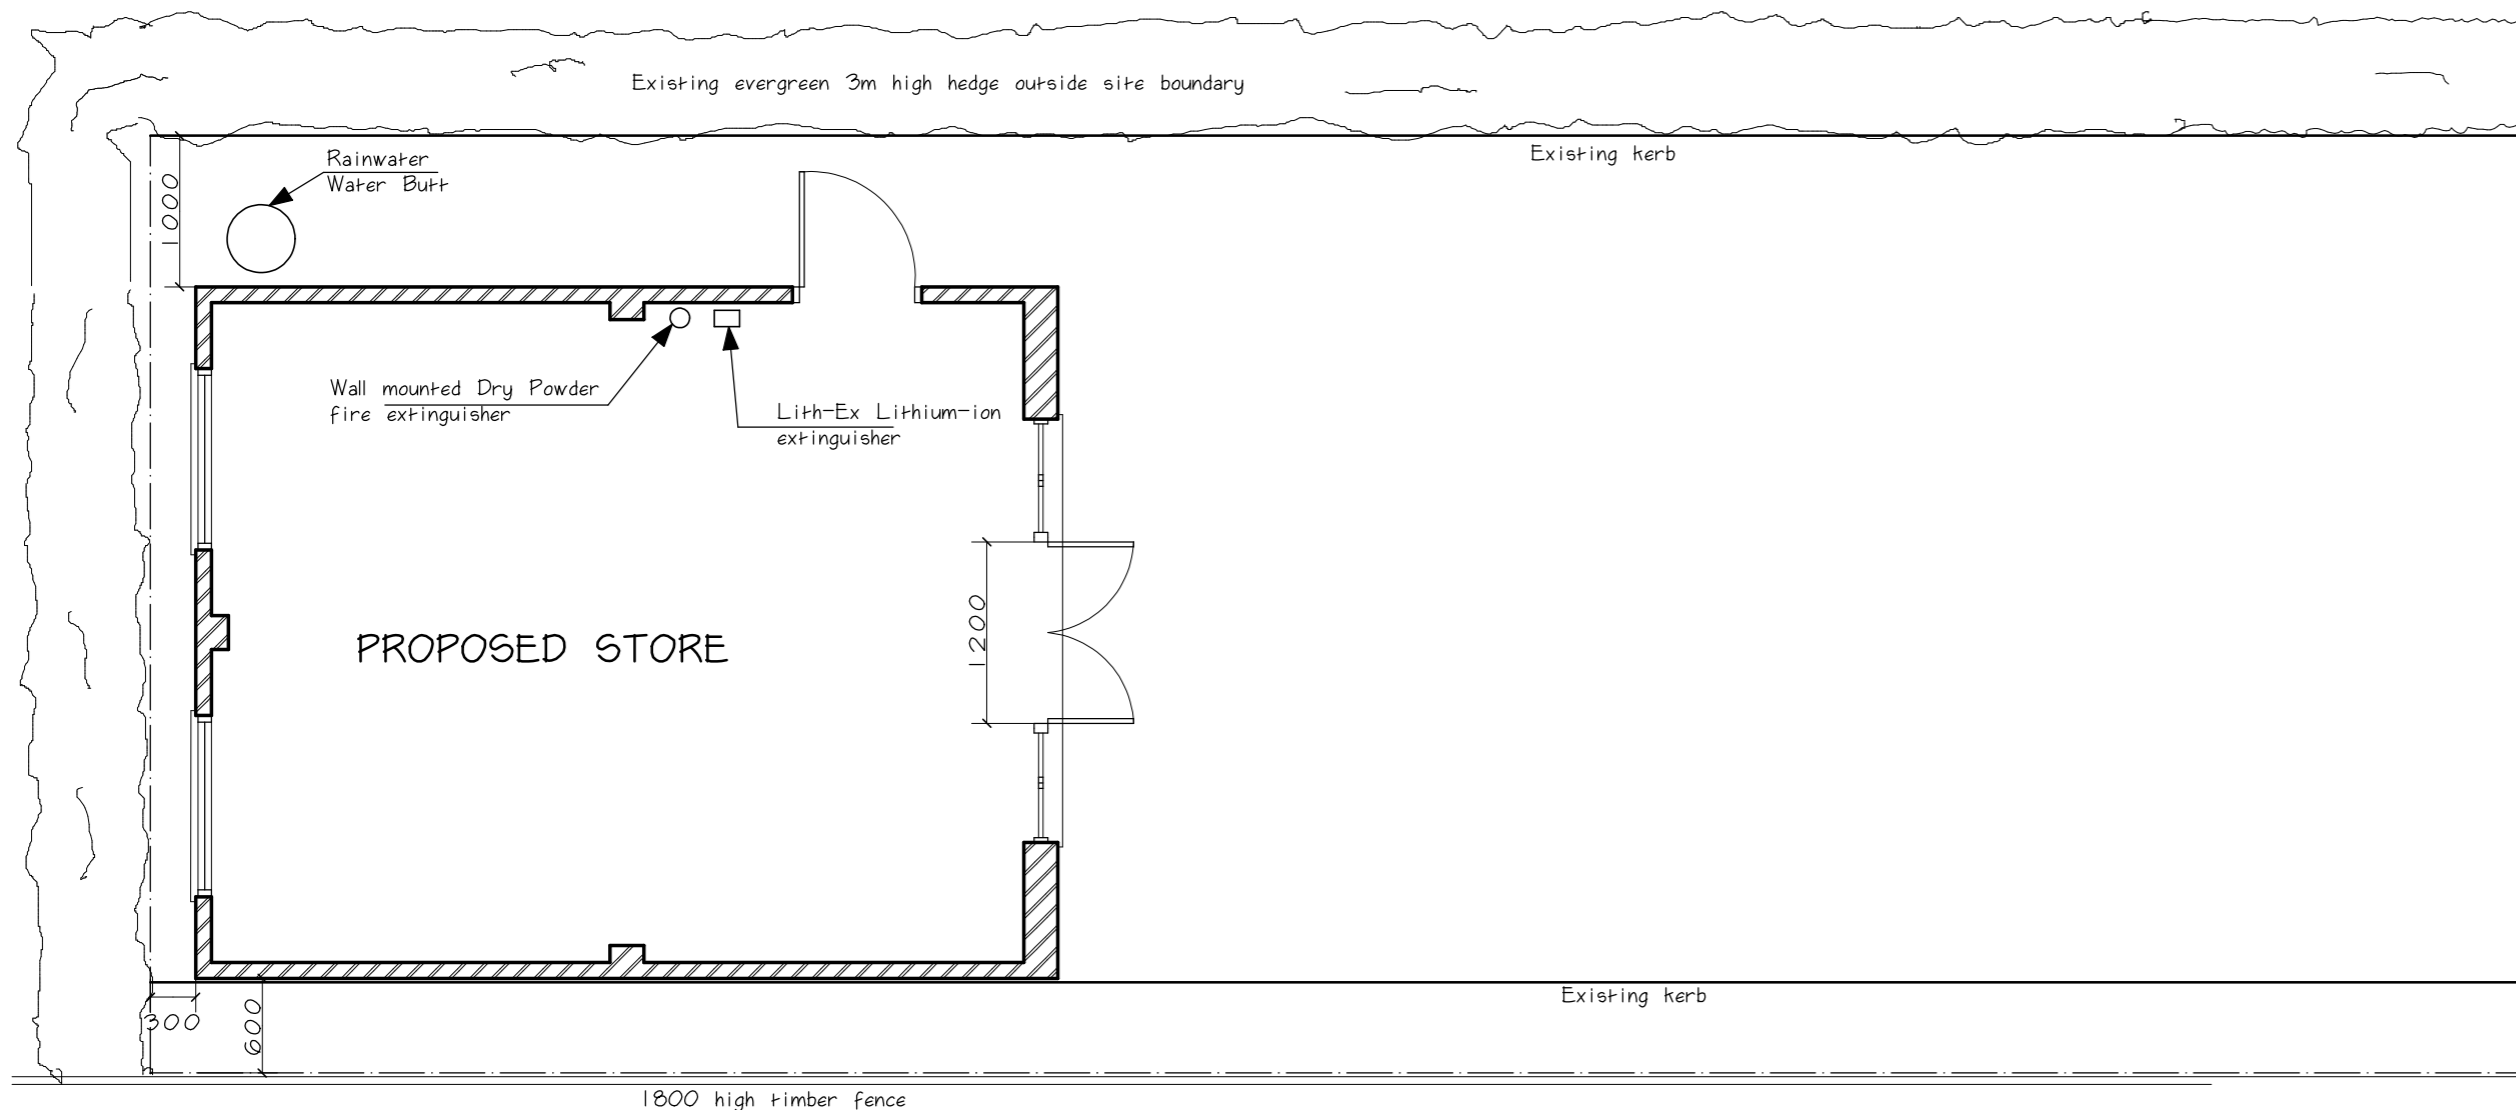 Existing evergreen 3m high hedge outside site boundary
Existing kerb
Rainwater
Water Butt
1000
Wall mounted Dry Powder
fire extinguisher
Lith-Ex Lithium-ion
extinguisher
PROPOSED STORE
1200
Existing kerb
300
600
1800 high timber fence